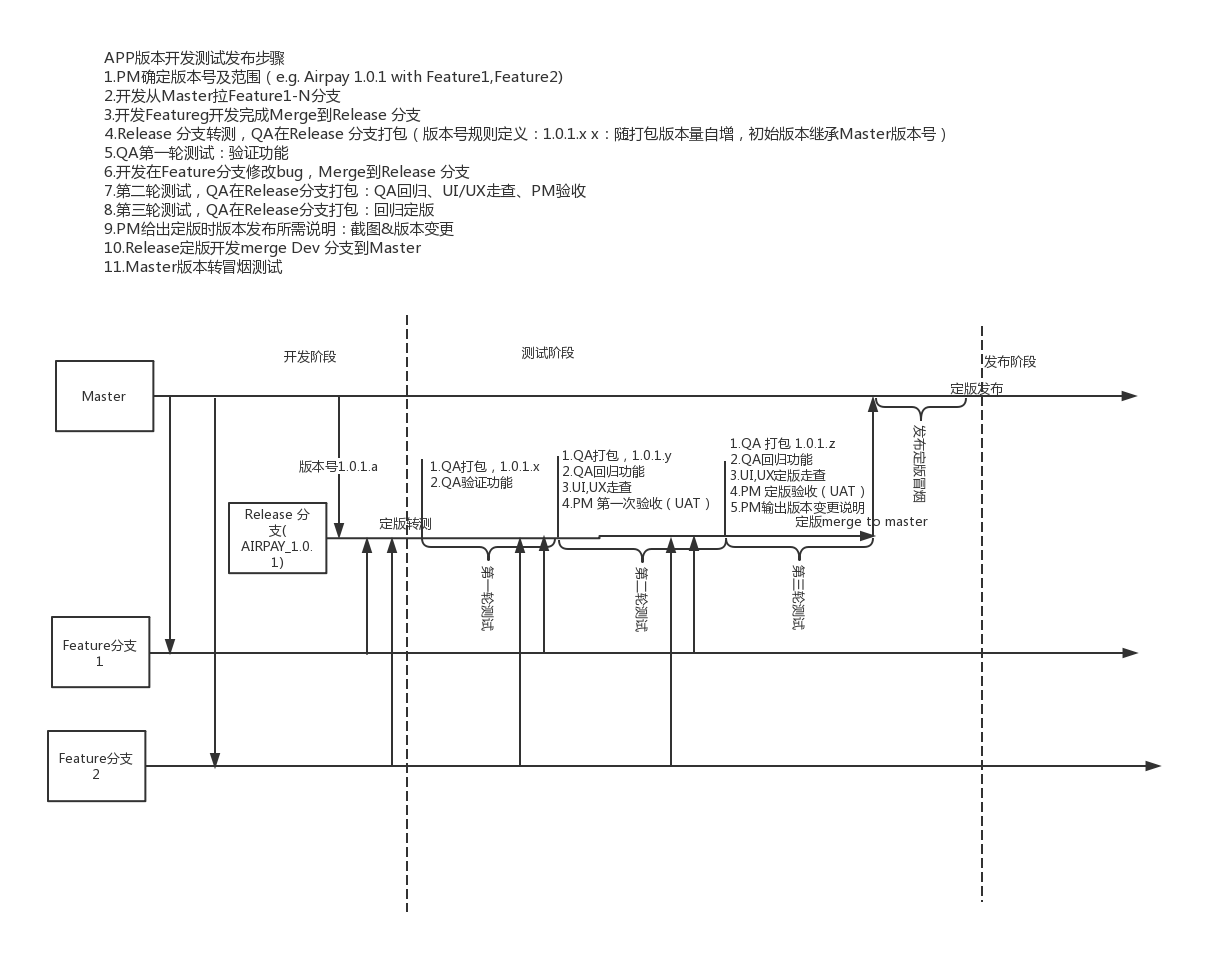 APP版本开发测试发布步骤
1.PM确定版本号及范围（e.g. Airpay 1.0.1 with Feature1,Feature2)
2.开发从Master拉Feature1-N分支
3.开发Featureg开发完成Merge到Release 分支
4.Release 分支转测，QA在Release 分支打包（版本号规则定义：1.0.1.x x：随打包版本量自增，初始版本继承Master版本号）
5.QA第一轮测试：验证功能
6.开发在Feature分支修改bug，Merge到Release 分支
7.第二轮测试，QA在Release分支打包：QA回归、UI/UX走查、PM验收
8.第三轮测试，QA在Release分支打包：回归定版
9.PM给出定版时版本发布所需说明：截图&版本变更
10.Release定版开发merge Dev 分支到Master
11.Master版本转冒烟测试
开发阶段
测试阶段
发布阶段
Master
定版发布
版本号1.0.1.a
1.QA打包，1.0.1.x
2.QA验证功能
1.QA打包，1.0.1.y
2.QA回归功能
3.UI,UX走查
4.PM 第一次验收（UAT）
1.QA 打包 1.0.1.z
2.QA回归功能
3.UI,UX定版走查
4.PM 定版验收（UAT）
5.PM输出版本变更说明
发布定版冒烟
Release 分
支(
AIRPAY_1.0.
1)
定版转测
定版merge to master
第一轮测试
第二轮测试
第三轮测试
Feature分支
1
Feature分支
2